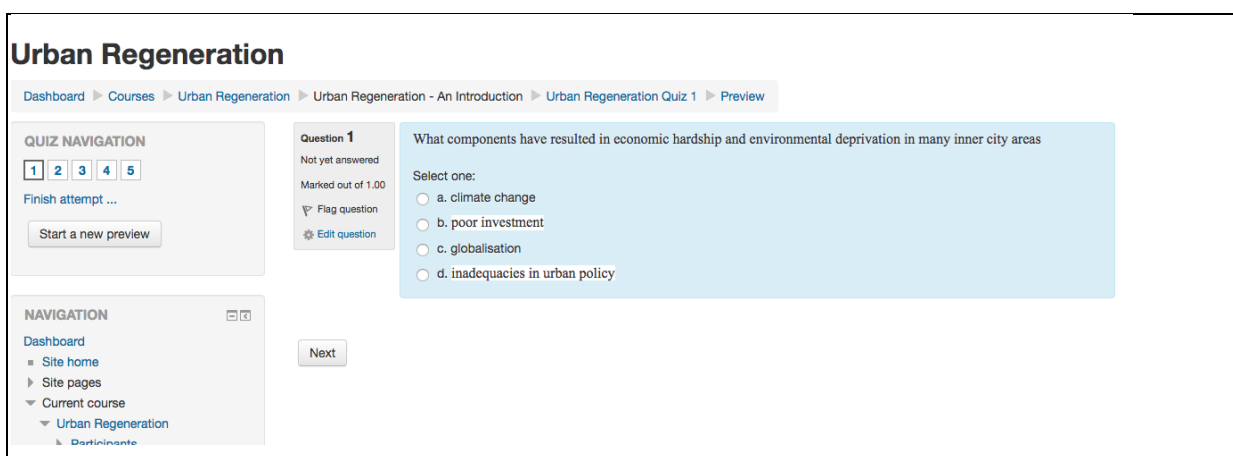 Urban Regeneration
Dashboard Courses Urban Regeneration Urban Regeneration - An Introduction Urban Regeneration Quiz 1 Preview
QUIZ NAVIGATION
1 2 3 4 5
Finish attempt ...
Start a new preview
NAVIGATION
Dashboard
Site home
Site pages
Current course
Urban Regeneration
Participants
Question 1
Not yet answered
Marked out of 1.00
Flag question
Edit question
What components have resulted in economic hardship and environmental deprivation in many inner city areas
Select one:
a. climate change
b. poor investment
c. globalisation
d. inadequacies in urban policy
Next